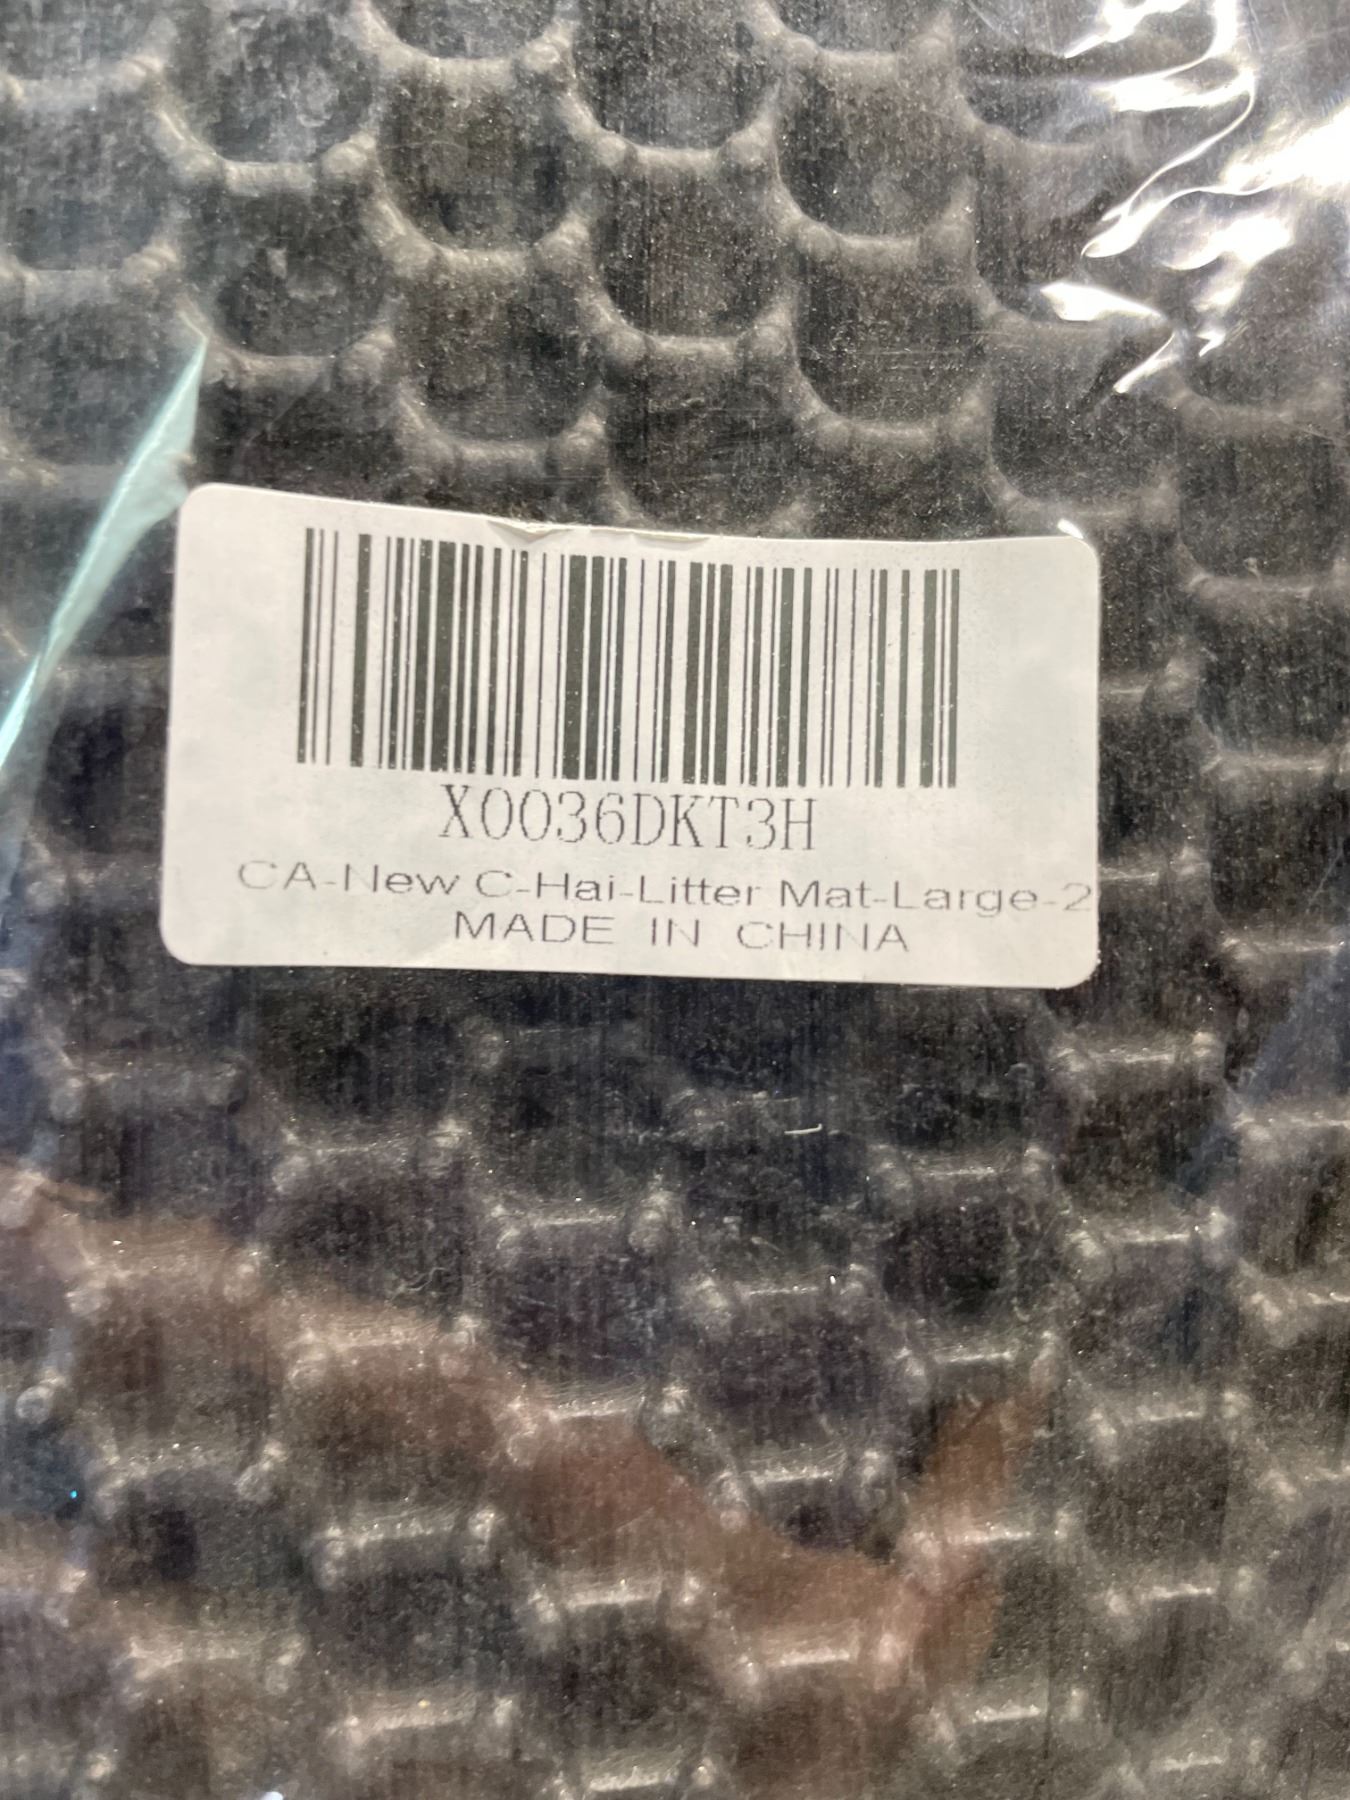 X0036DKT3H
CA-New C-Hai-Litter Mat-Large-2
MADE IN CHINA